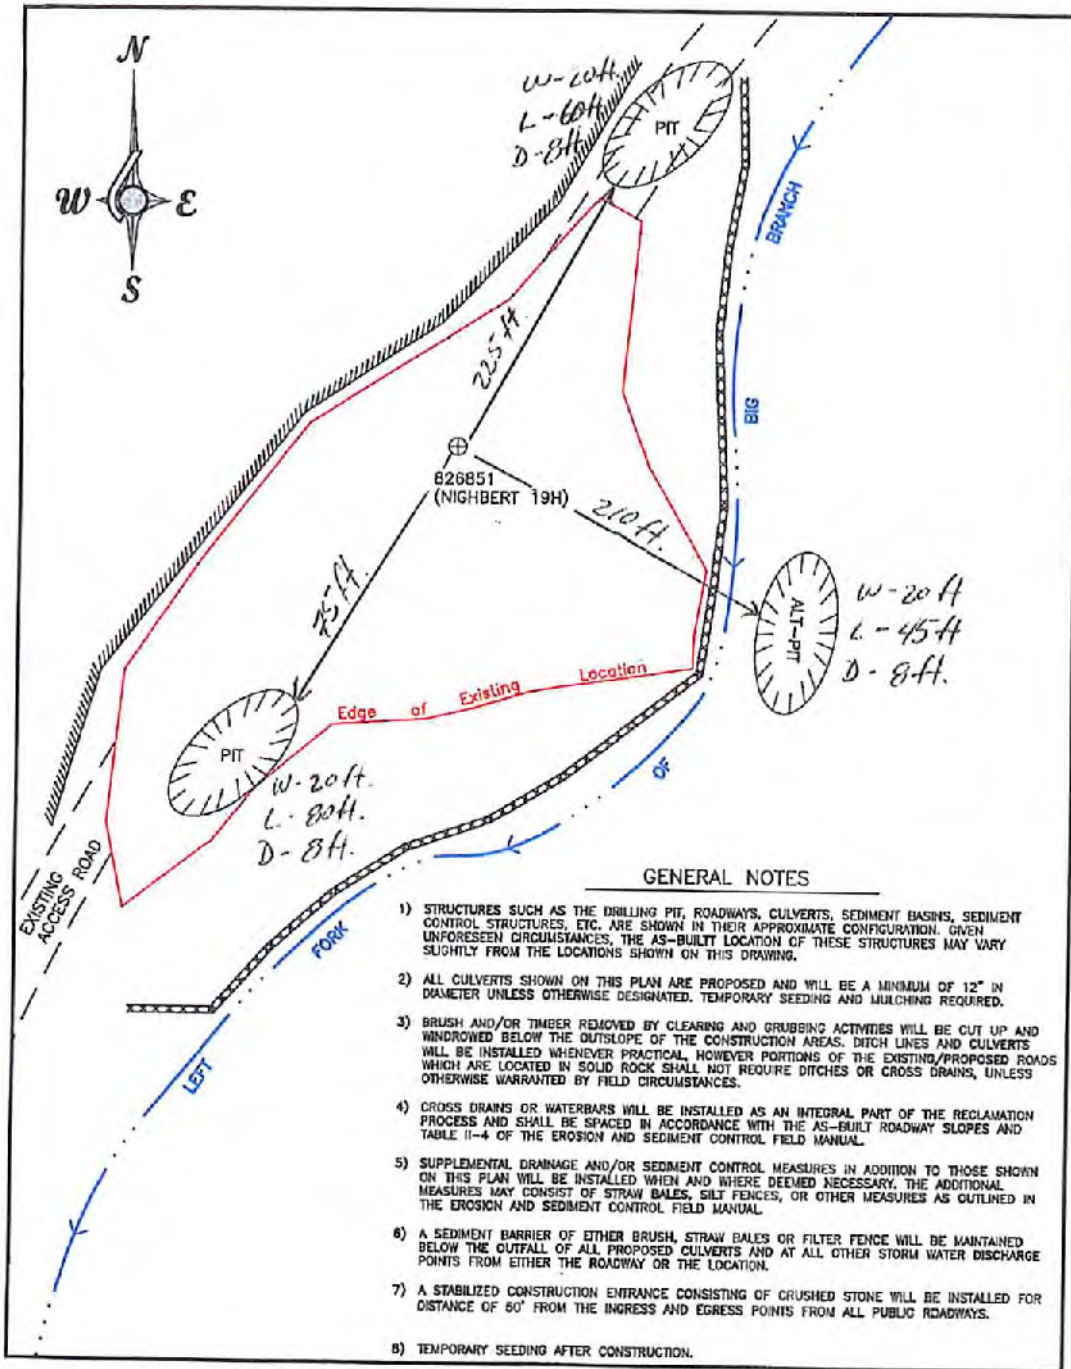 N
W
E
S
W-20ft.
L-60ft.
D-8ft.
PIT
BRANCH
225 ft.
BIG
826851
(NIGHBERT 19H)
210 ft.
75 ft.
ALT-PIT
W-20ft
L-45ft
D-8ft.
Edge of Existing Location
PIT
OF
W-20ft.
L-80ft.
D-8ft.
EXISTING
ACCESS ROAD
FORK
LEFT
GENERAL NOTES
1) STRUCTURES SUCH AS THE DRILLING PIT, ROADWAYS, CULVERTS, SEDIMENT BASINS, SEDIMENT
CONTROL STRUCTURES, ETC. ARE SHOWN IN THEIR APPROXIMATE CONFIGURATION. GIVEN
UNFORESEEN CIRCUMSTANCES, THE AS-BUILTT LOCATION OF THESE STRUCTURES MAY VARY
SLIGHTLY FROM THE LOCATIONS SHOWN ON THIS DRAWING.
2) ALL CULVERTS SHOWN ON THIS PLAN ARE PROPOSED AND WILL BE A MINIMUM OF 12" IN
DIAMETER UNLESS OTHERWISE DESIGNATED. TEMPORARY SEEDING AND MULCHING REQUIRED.
3) BRUSH AND/OR TIMBER REMOVED BY CLEARING AND GRUBBING ACTIVITIES WILL BE CUT UP AND
WINDROWED BELOW THE OUTSLOPE OF THE CONSTRUCTION AREAS. DITCH LINES AND CULVERTS
WILL BE INSTALLED WHENEVER PRACTICAL, HOWEVER PORTIONS OF THE EXISTING/PROPOSED ROADS
WHICH ARE LOCATED IN SOLID ROCK SHALL NOT REQUIRE DITCHES OR CROSS DRAINS, UNLESS
OTHERWISE WARRANTED BY FIELD CIRCUMSTANCES.
4) CROSS DRAINS OR WATERBARS WILL BE INSTALLED AS AN INTEGRAL PART OF THE RECLAMATION
PROCESS AND SHALL BE SPACED IN ACCORDANCE WITH THE AS-BUILT ROADWAY SLOPES AND
TABLE II-4 OF THE EROSION AND SEDIMENT CONTROL FIELD MANUAL.
5) SUPPLEMENTAL DRAINAGE AND/OR SEDIMENT CONTROL MEASURES IN ADDITION TO THOSE SHOWN
ON THIS PLAN WILL BE INSTALLED WHEN AND WHERE DEEMED NECESSARY. THE ADDITIONAL
MEASURES MAY CONSIST OF STRAW BALES, SILT FENCES, OR OTHER MEASURES AS OUTLINED IN
THE EROSION AND SEDIMENT CONTROL FIELD MANUAL
6) A SEDIMENT BARRIER OF EITHER BRUSH, STRAW BALES OR FILTER FENCE WILL BE MAINTAINED
BELOW THE OUTFALL OF ALL PROPOSED CULVERTS AND AT ALL OTHER STORM WATER DISCHARGE
POINTS FROM EITHER THE ROADWAY OR THE LOCATION.
7) A STABILIZED CONSTRUCTION ENTRANCE CONSISTING OF CRUSHED STONE WILL BE INSTALLED FOR
DISTANCE OF 60' FROM THE INGRESS AND EGRESS POINTS FROM ALL PUBLIC ROADWAYS.
8) TEMPORARY SEEDING AFTER CONSTRUCTION.